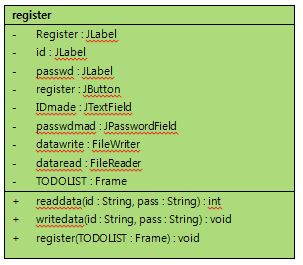 register
- Register : JLabel
- id : JLabel
- passwd : JLabel
- register : JButton
- IDmade : JTextField
- passwdmad : JPasswordField
- datawrite : FileWriter
- dataread : FileReader
- TODOLIST : Frame
+ readdata(id : String, pass : String) : int
+ writedata(id : String, pass : String) : void
+ register(TODOLIST : Frame) : void